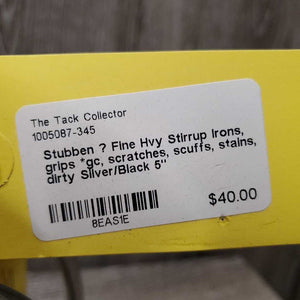 The Tack Collector
1005087-345
Stubben ? Fine Hvy Stirrup Irons,
grips *gc, scratches, scuffs, stains,
dirty Silver/Black 5"
$40.00
8EAS1E